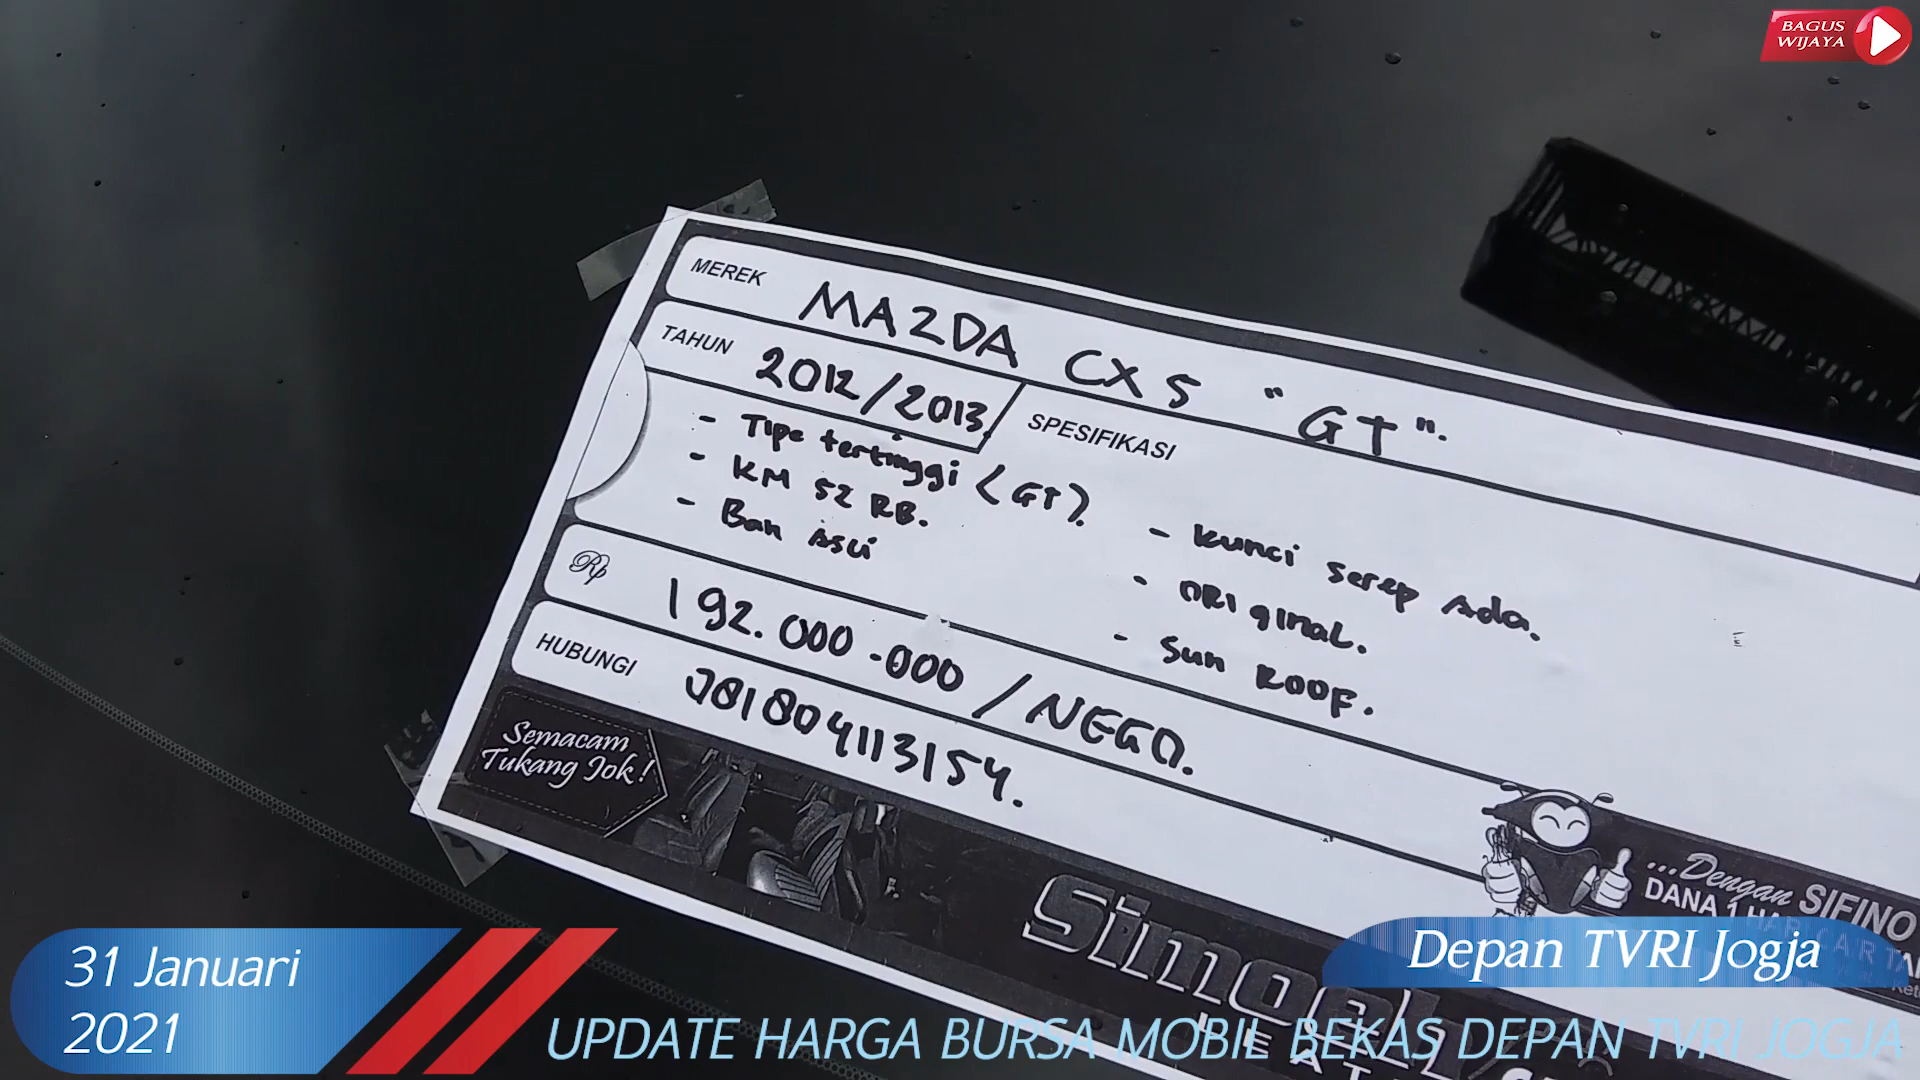 BAGUS
WIJAYA
MEREK MAZDA CX 5 "GT".
TAHUN 2012/2013. SPESIFIKASI
- Tipe tertinggi (GT).
- KM 52 RB.
- Ban Asli
- Kunci serep Ada.
- ORIginaL.
- Sun ROOF.
Rp 192.000.000 / NEGO.
HUBUNGI 081804113154.
Semacam
Tukang Jok!
...Dengan SIFINO
DANA 1 HARI CAIR
Depan TVRI Jogja
31 Januari
2021
UPDATE HARGA BURSA MOBIL BEKAS DEPAN TVRI JOGJA